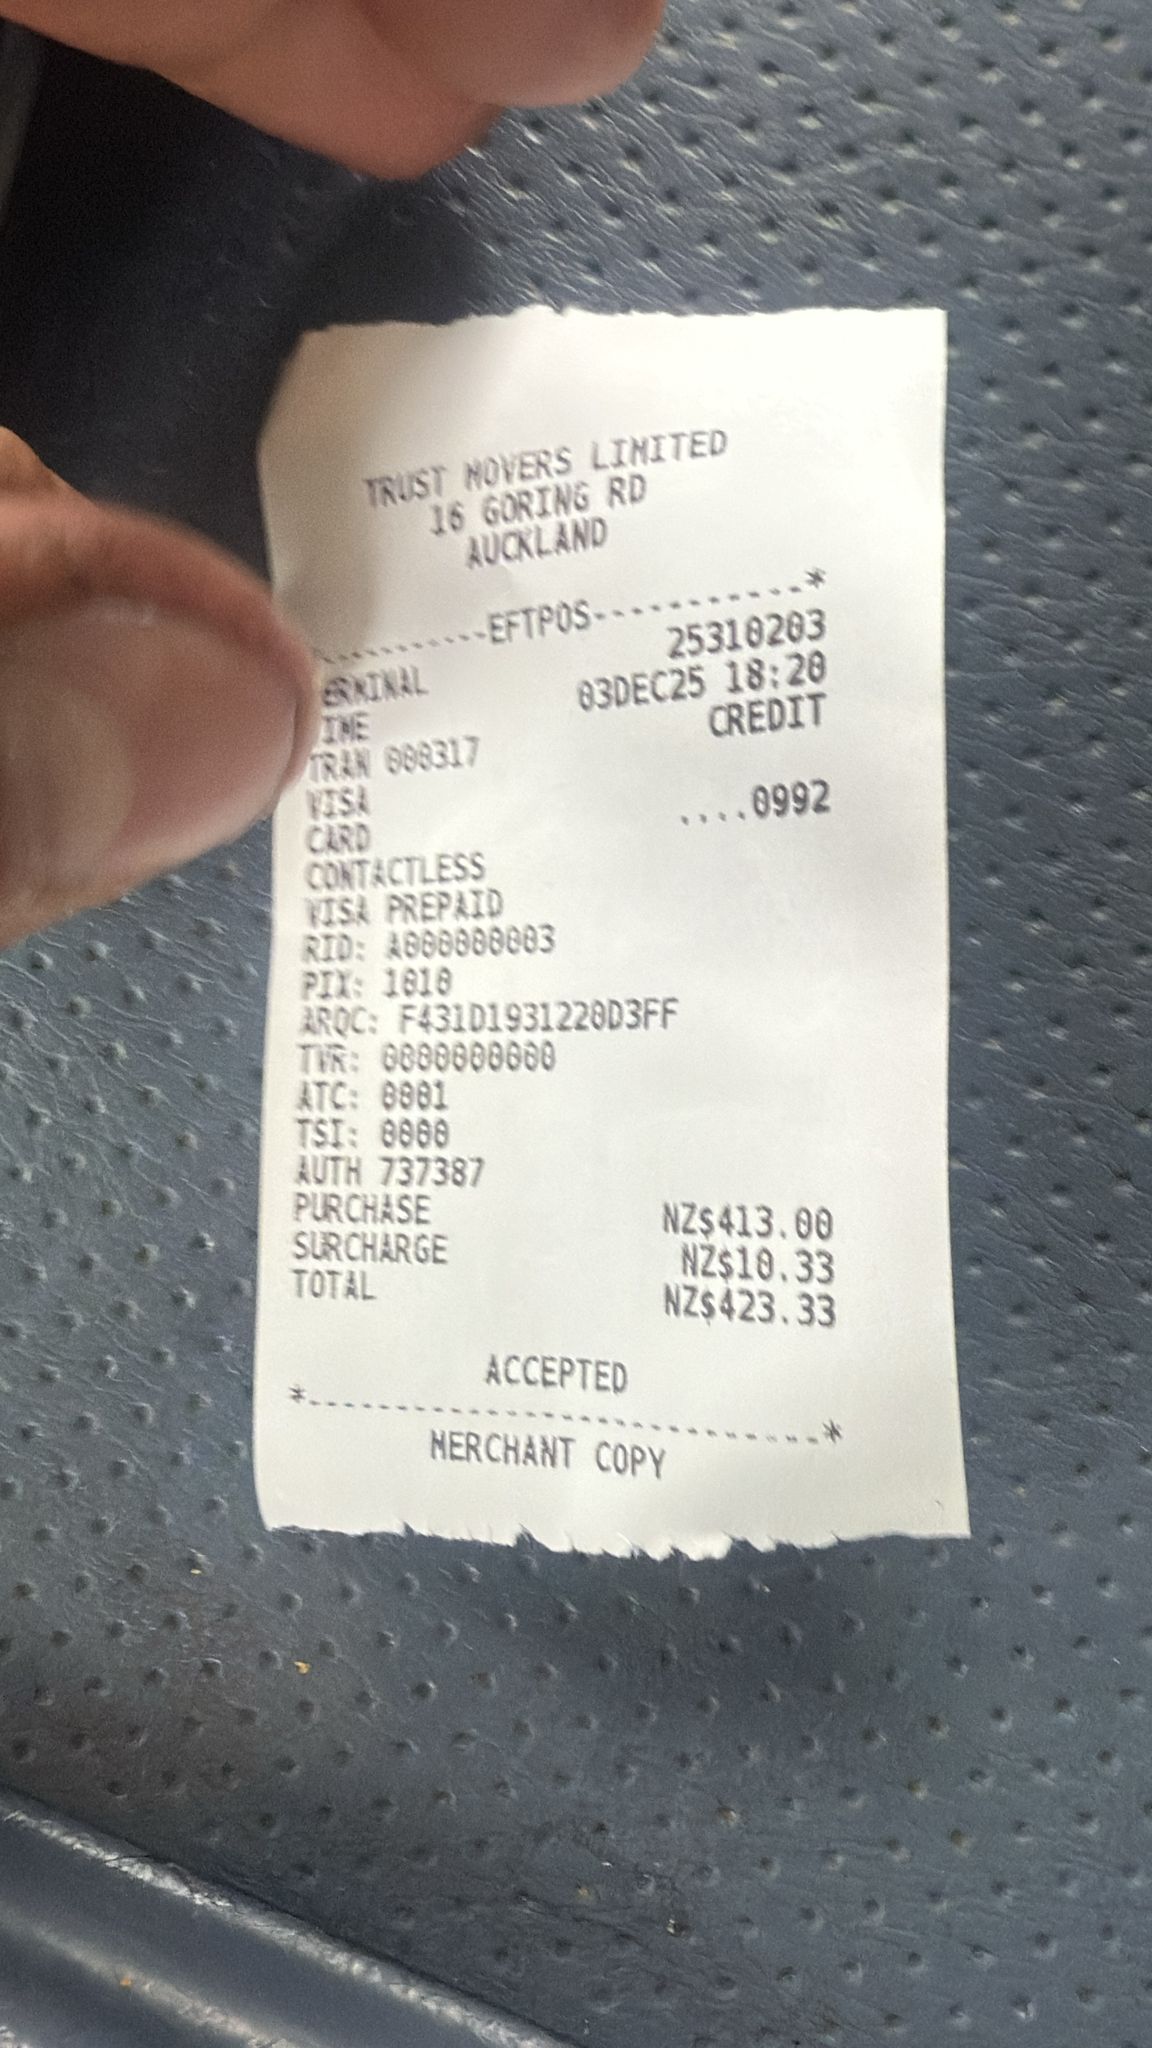 TRUST MOVERS LIMITED
16 GORING RD
AUCKLAND
-----------EFTPOS-----------*
ERMINAL 25310203
IME 03DEC25 18:20
TRAN 000317 CREDIT
VISA
CARD ....0992
CONTACTLESS
VISA PREPAID
RID: A000000003
PIX: 1010
ARQC: F431D1931220D3FF
TVR: 0000000000
ATC: 0001
TSI: 0000
AUTH 737387
PURCHASE NZ$413.00
SURCHARGE NZ$10.33
TOTAL NZ$423.33
ACCEPTED
*----------------------------*
MERCHANT COPY